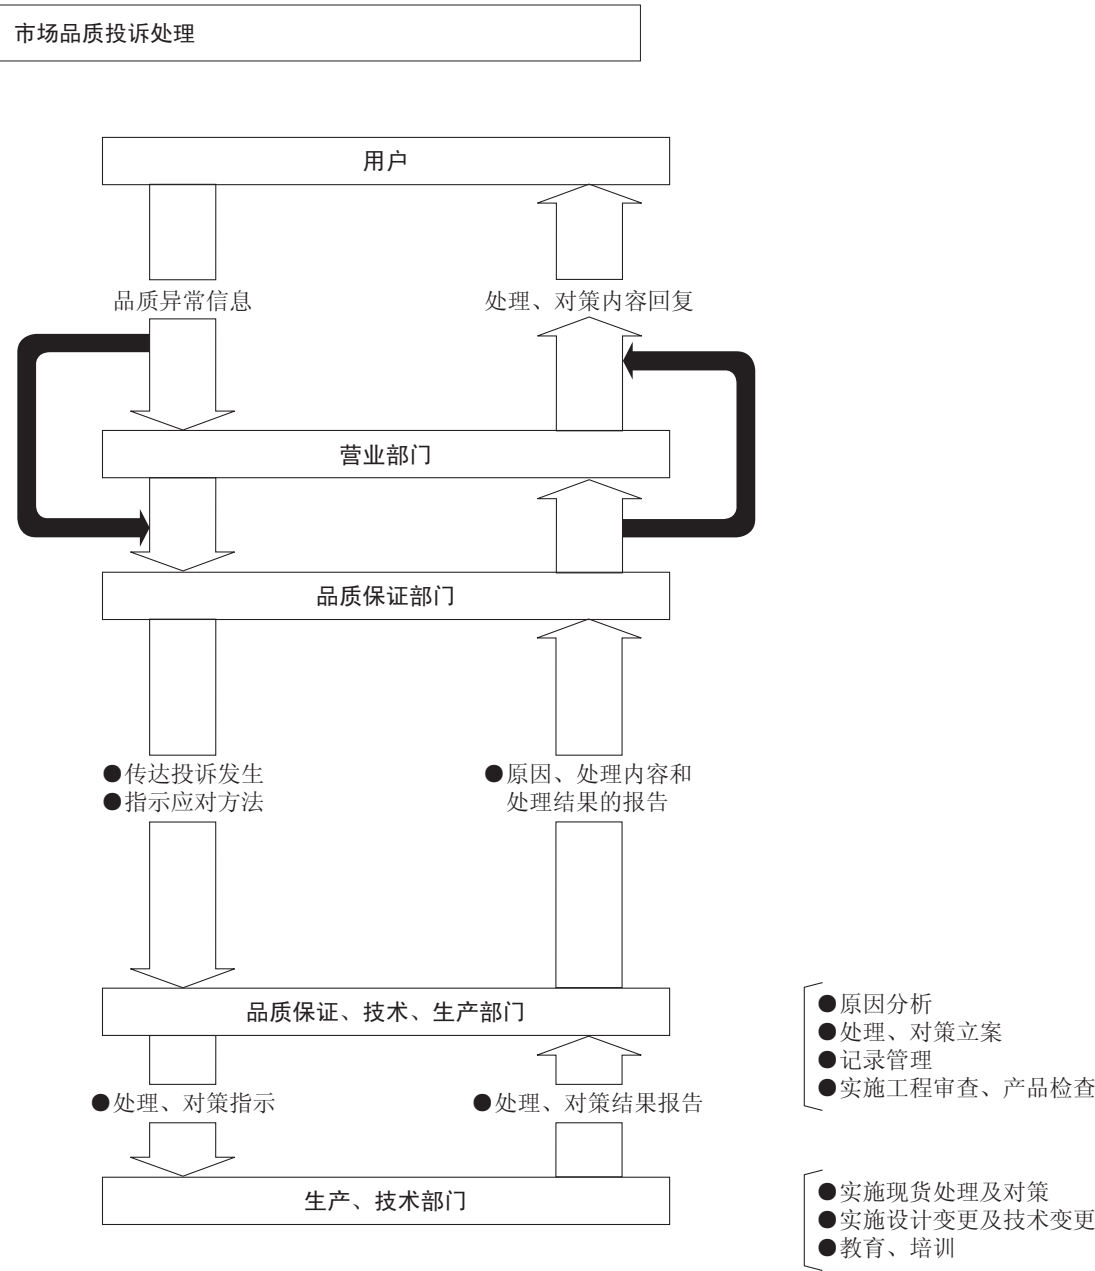 市场品质投诉处理
用户
品质异常信息
处理、对策内容回复
营业部门
品质保证部门
●传达投诉发生
●指示应对方法
●原因、处理内容和
处理结果的报告
品质保证、技术、生产部门
●原因分析
●处理、对策立案
●记录管理
●实施工程审查、产品检查
●处理、对策指示
●处理、对策结果报告
生产、技术部门
●实施现货处理及对策
●实施设计变更及技术变更
●教育、培训